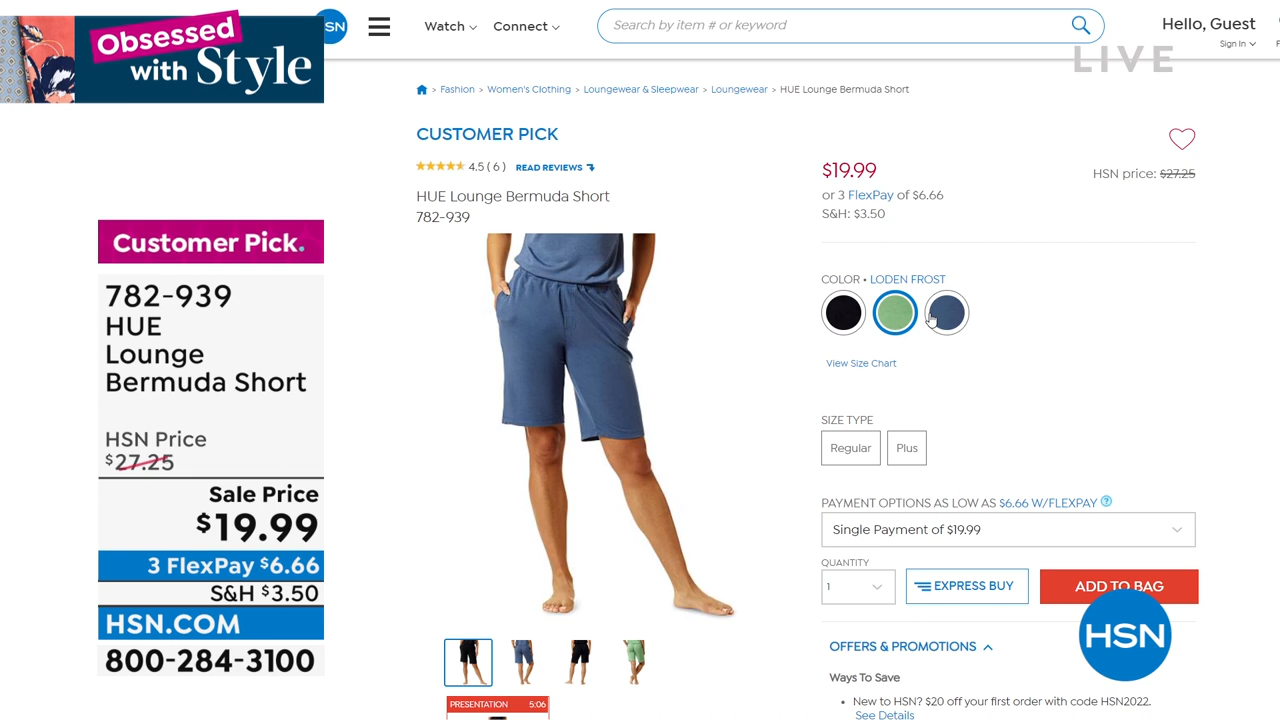 Obsessed
with Style
SN
Watch
Connect
Search by item # or keyword
Hello, Guest
Sign In
LIVE
Fashion > Women's Clothing > Loungewear & Sleepwear > Loungewear > HUE Lounge Bermuda Short
CUSTOMER PICK
4.5 ( 6 ) READ REVIEWS
HUE Lounge Bermuda Short
782-939
$19.99
HSN price: $27.25
or 3 FlexPay of $6.66
S&H: $3.50
COLOR • LODEN FROST
View Size Chart
SIZE TYPE
Regular
Plus
PAYMENT OPTIONS AS LOW AS $6.66 W/FLEXPAY ?
Single Payment of $19.99
QUANTITY
1
EXPRESS BUY
ADD TO BAG
OFFERS & PROMOTIONS
Ways To Save
• New to HSN? $20 off your first order with code HSN2022.
See Details
HSN
PRESENTATION 5:06
Customer Pick.
782-939
HUE
Lounge
Bermuda Short
HSN Price
$27.25
Sale Price
$19.99
3 FlexPay $6.66
S&H $3.50
HSN.COM
800-284-3100